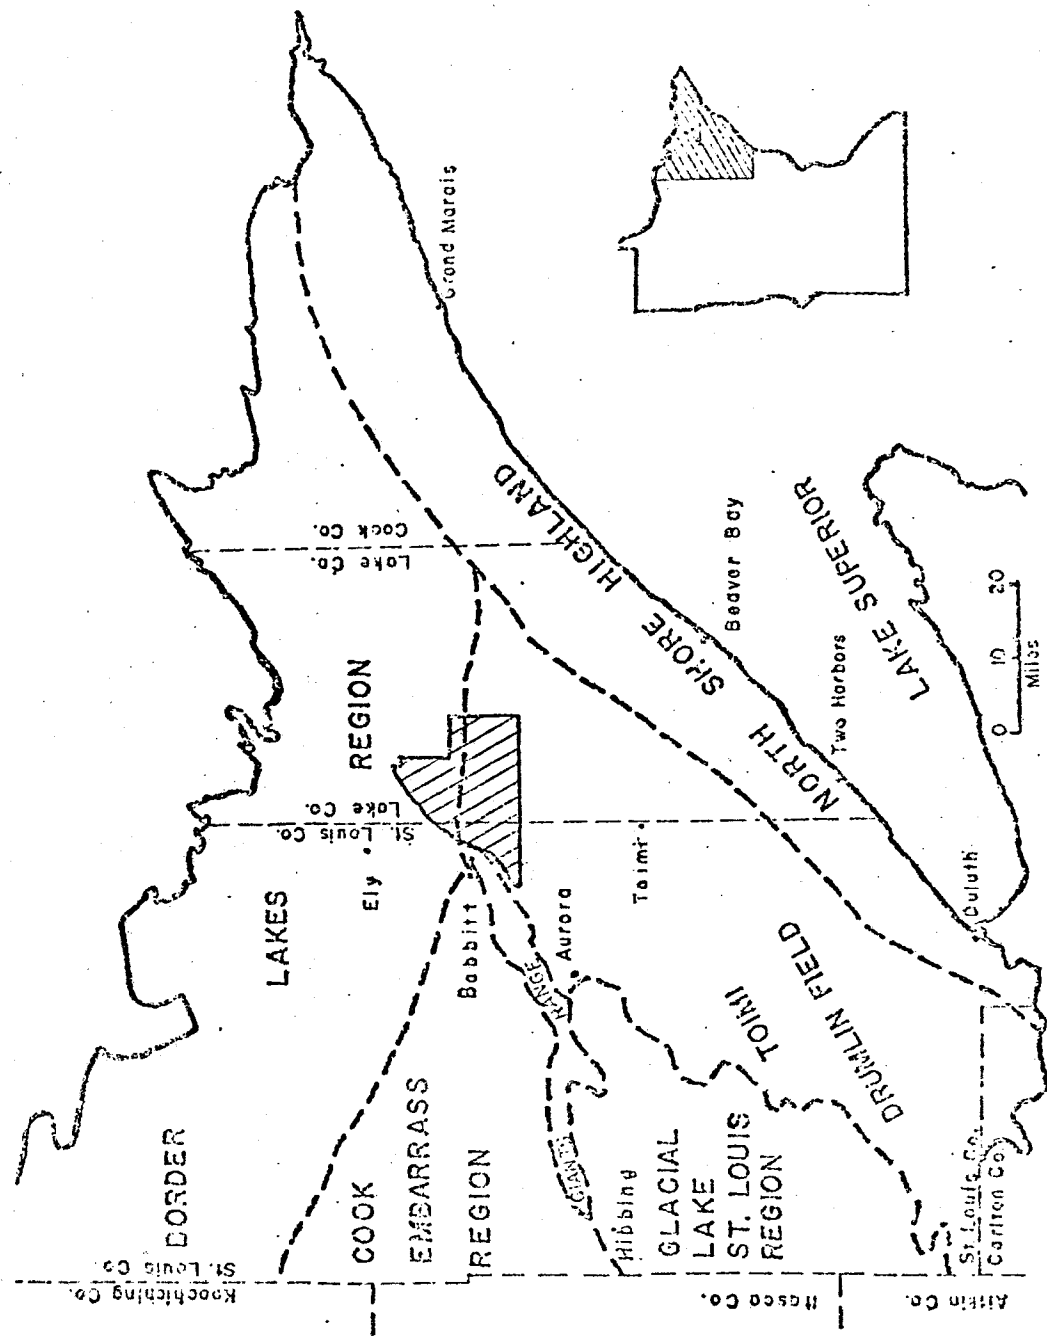 BORDER
LAKES
REGION
COOK
EMBARRASS
REGION
GIANTS
RANGE
GLACIAL
LAKE
ST. LOUIS
REGION
TOIMI
DRUMLIN FIELD
NORTH SHORE HIGHLAND
LAKE SUPERIOR
Koochiching Co.
St. Louis Co.
St. Louis Co.
Lake Co.
Lake Co.
Cook Co.
Itasca Co.
Aitkin Co.
St. Louis Co.
Carlton Co.
Ely
Babbitt
Aurora
Toimi
Hibbing
Duluth
Two Harbors
Beaver Bay
Grand Marais
0 10 20
Miles